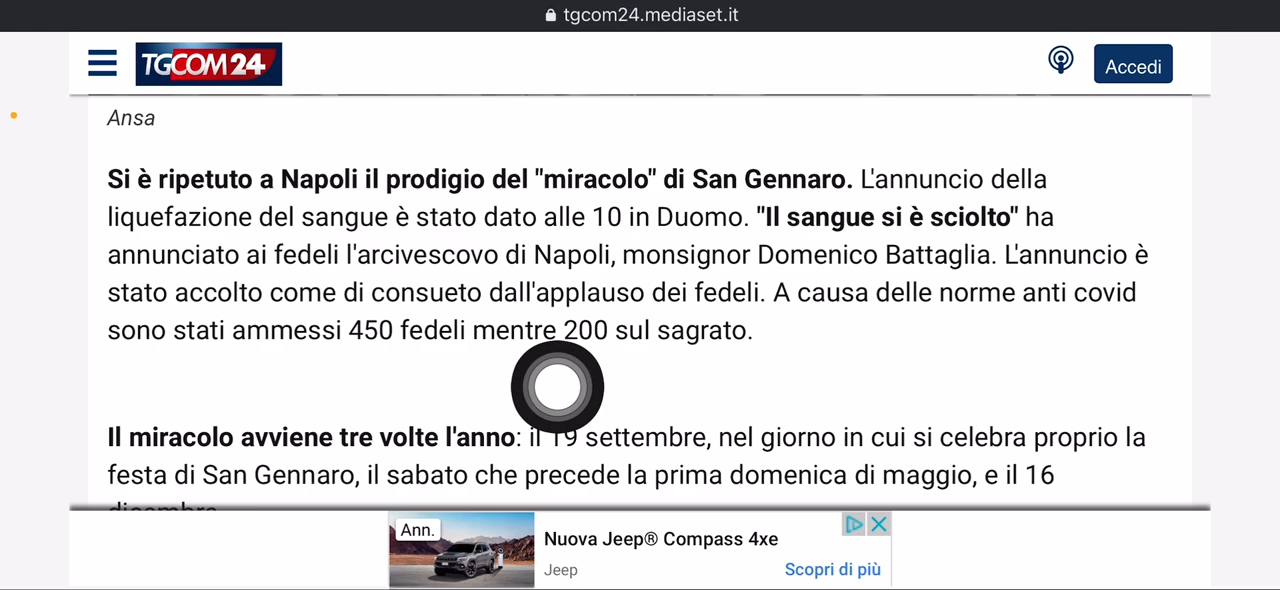 tgcom24.mediaset.it
TGCOM24
Accedi
Ansa
Si è ripetuto a Napoli il prodigio del "miracolo" di San Gennaro. L'annuncio della
liquefazione del sangue è stato dato alle 10 in Duomo. "Il sangue si è sciolto" ha
annunciato ai fedeli l'arcivescovo di Napoli, monsignor Domenico Battaglia. L'annuncio è
stato accolto come di consueto dall'applauso dei fedeli. A causa delle norme anti covid
sono stati ammessi 450 fedeli mentre 200 sul sagrato.
Il miracolo avviene tre volte l'anno: il 19 settembre, nel giorno in cui si celebra proprio la
festa di San Gennaro, il sabato che precede la prima domenica di maggio, e il 16
Ann.
Nuova Jeep® Compass 4xe
Jeep
Scopri di più